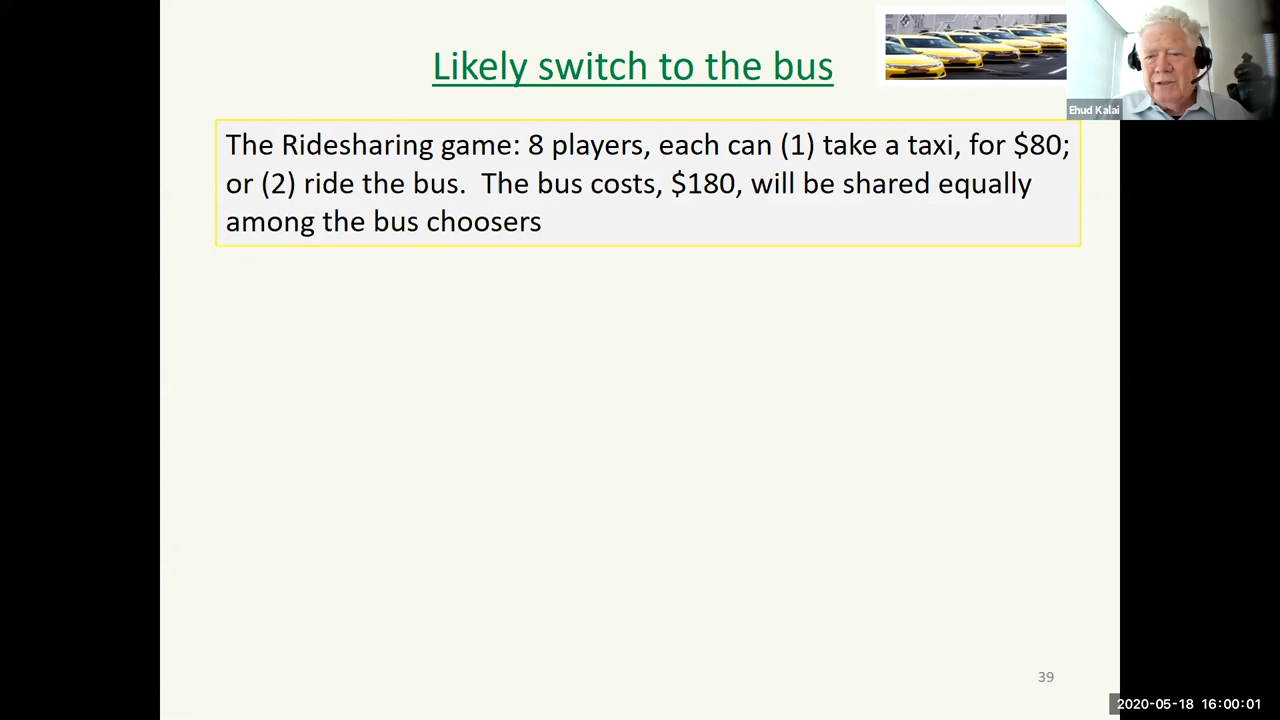 Likely switch to the bus
Ehud Kalai
The Ridesharing game: 8 players, each can (1) take a taxi, for $80;
or (2) ride the bus.  The bus costs, $180, will be shared equally
among the bus choosers
39
2020-05-18 16:00:01